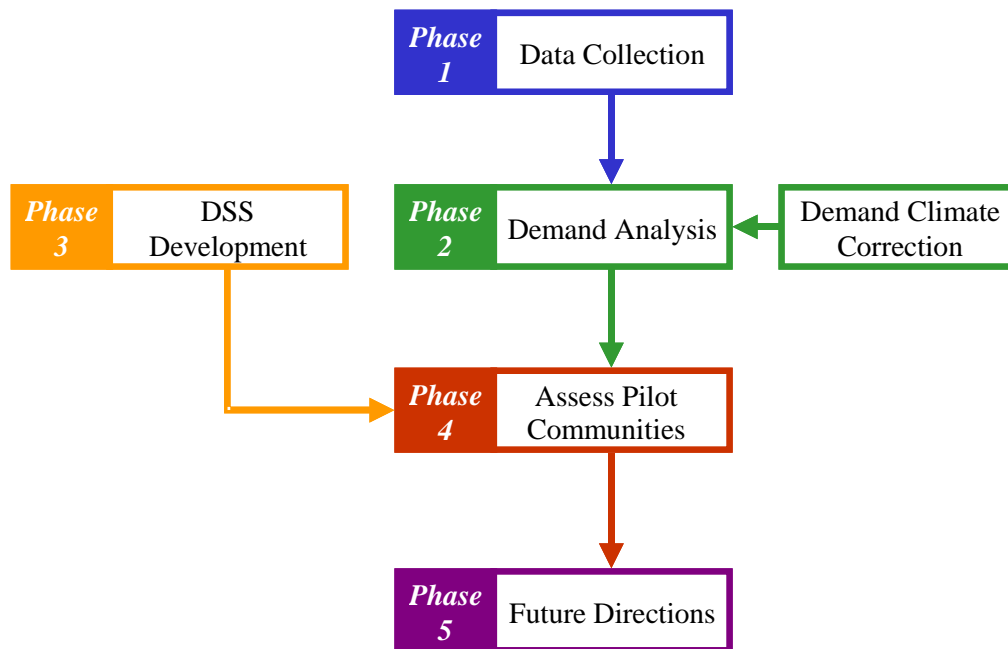 Phase
1
Data Collection
Phase
3
DSS
Development
Phase
2
Demand Analysis
Demand Climate
Correction
Phase
4
Assess Pilot
Communities
Phase
5
Future Directions